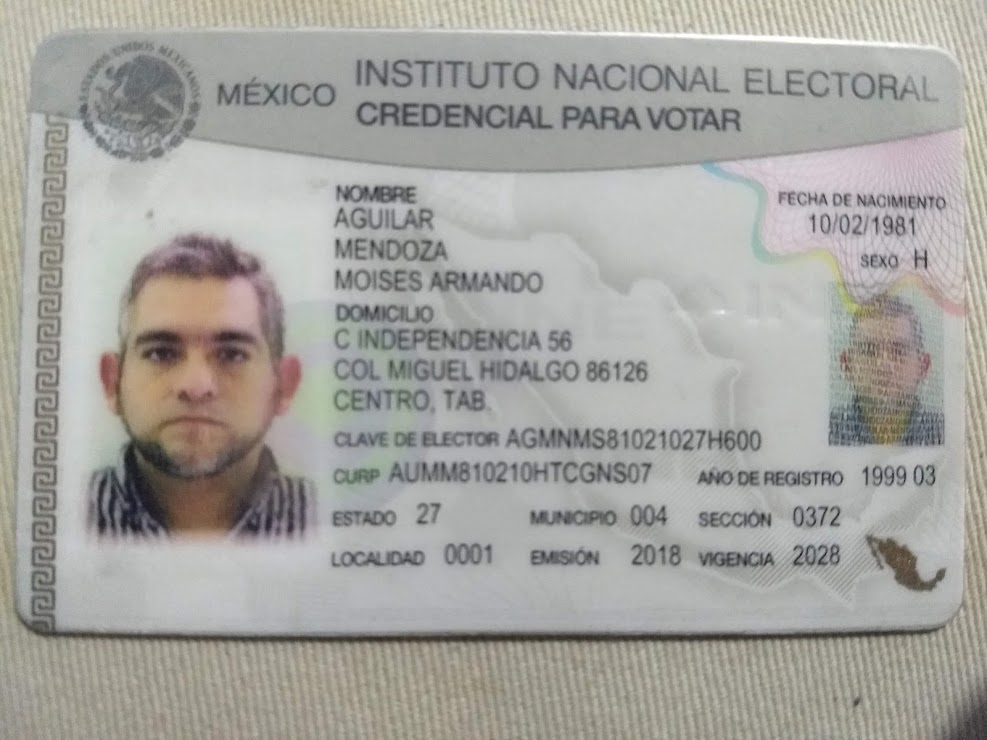 ESTADOS UNIDOS MEXICANOS
MÉXICO INSTITUTO NACIONAL ELECTORAL
CREDENCIAL PARA VOTAR
NOMBRE
AGUILAR
MENDOZA
MOISES ARMANDO
FECHA DE NACIMIENTO
10/02/1981
SEXO H
DOMICILIO
C INDEPENDENCIA 56
COL MIGUEL HIDALGO 86126
CENTRO, TAB.
CLAVE DE ELECTOR AGMNMS81021027H600
CURP AUMM810210HTCGNS07 AÑO DE REGISTRO 1999 03
ESTADO 27 MUNICIPIO 004 SECCIÓN 0372
LOCALIDAD 0001 EMISIÓN 2018 VIGENCIA 2028